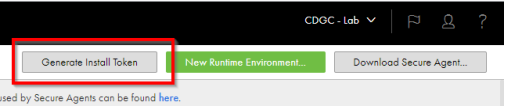 CDGC - Lab
Generate Install Token New Runtime Environment... Download Secure Agent...
used by Secure Agents can be found here.